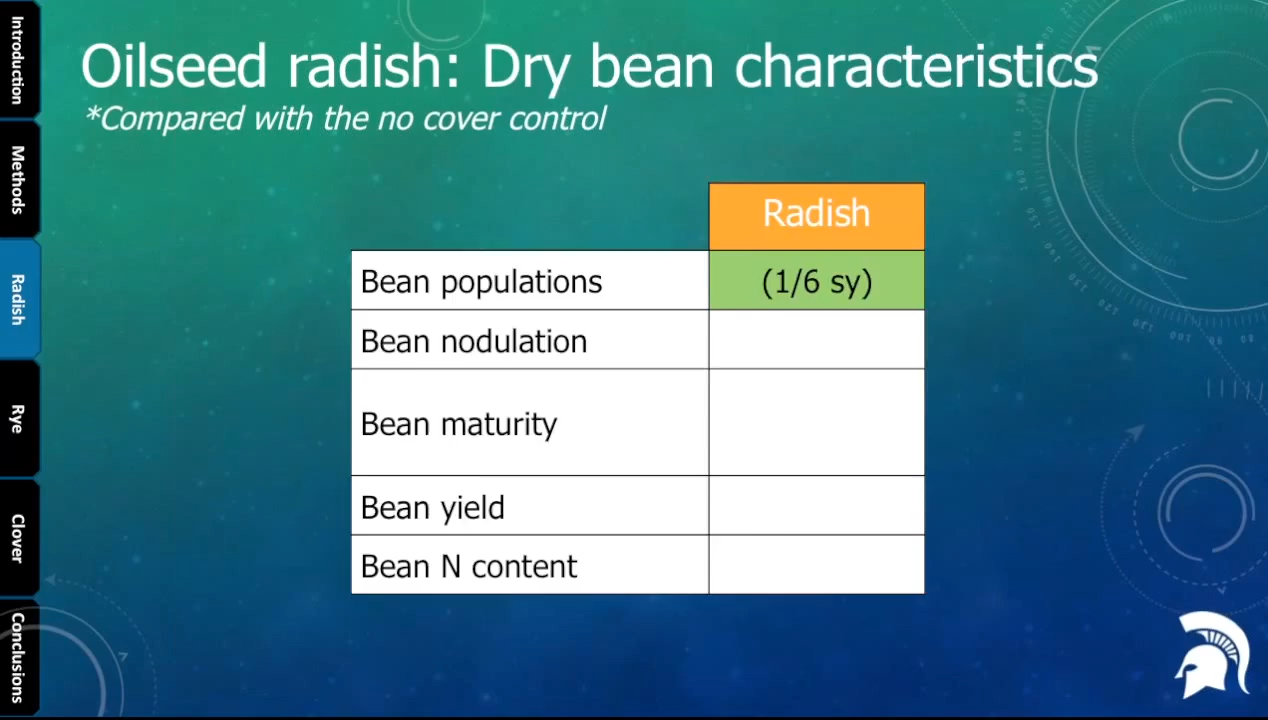 Introduction
Methods
Radish
Rye
Clover
Conclusions
Oilseed radish: Dry bean characteristics
*Compared with the no cover control
Radish
Bean populations (1/6 sy)
Bean nodulation
Bean maturity
Bean yield
Bean N content